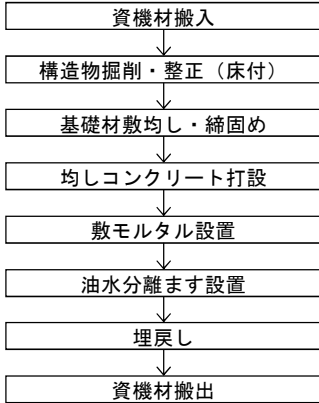 資機材搬入
構造物掘削・整正（床付）
基礎材敷均し・締固め
均しコンクリート打設
敷モルタル設置
油水分離ます設置
埋戻し
資機材搬出